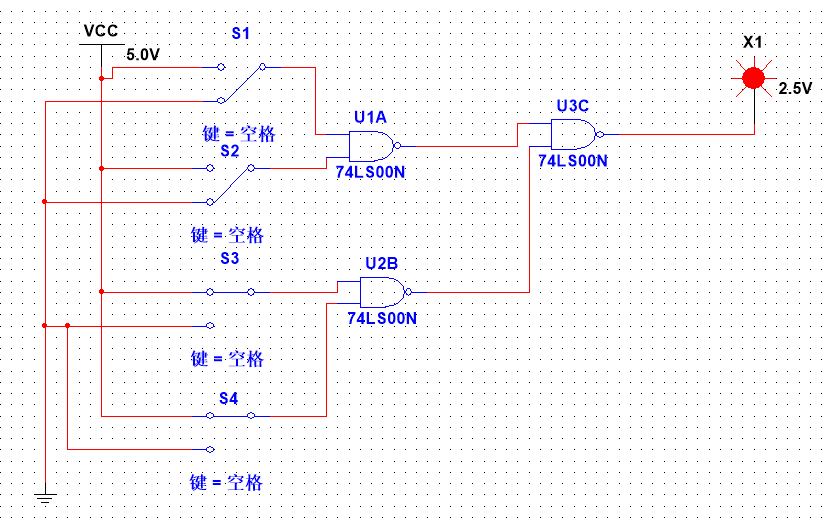 VCC
5.0V
S1
键 = 空格
S2
键 = 空格
S3
键 = 空格
S4
键 = 空格
U1A
74LS00N
U2B
74LS00N
U3C
74LS00N
X1
2.5V